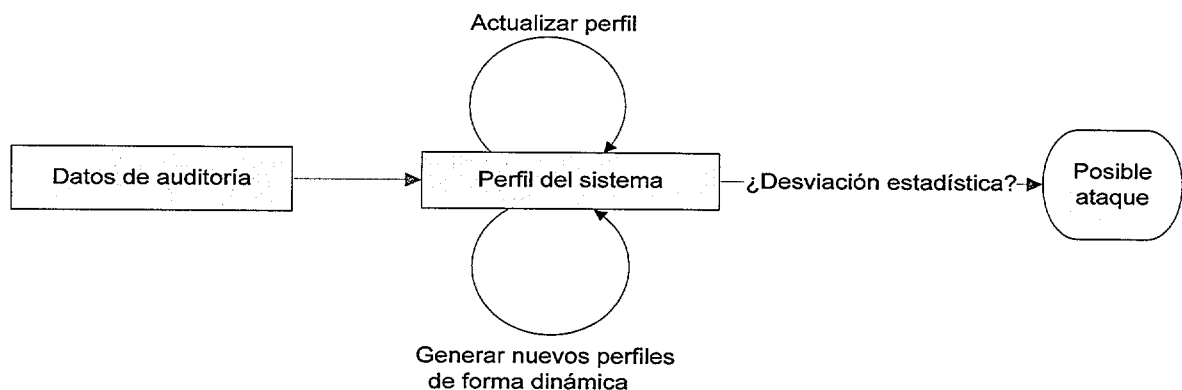 Actualizar perfil
Datos de auditoría
Perfil del sistema
¿Desviación estadística?
Posible
ataque
Generar nuevos perfiles
de forma dinámica